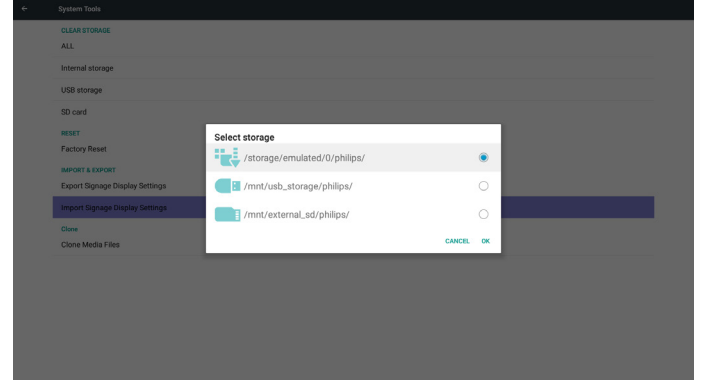 System Tools
CLEAR STORAGE
ALL
Internal storage
USB storage
SD card
RESET
Factory Reset
IMPORT & EXPORT
Export Signage Display Settings
Import Signage Display Settings
Clone
Clone Media Files
Select storage
/storage/emulated/0/philips/
/mnt/usb_storage/philips/
/mnt/external_sd/philips/
CANCEL OK